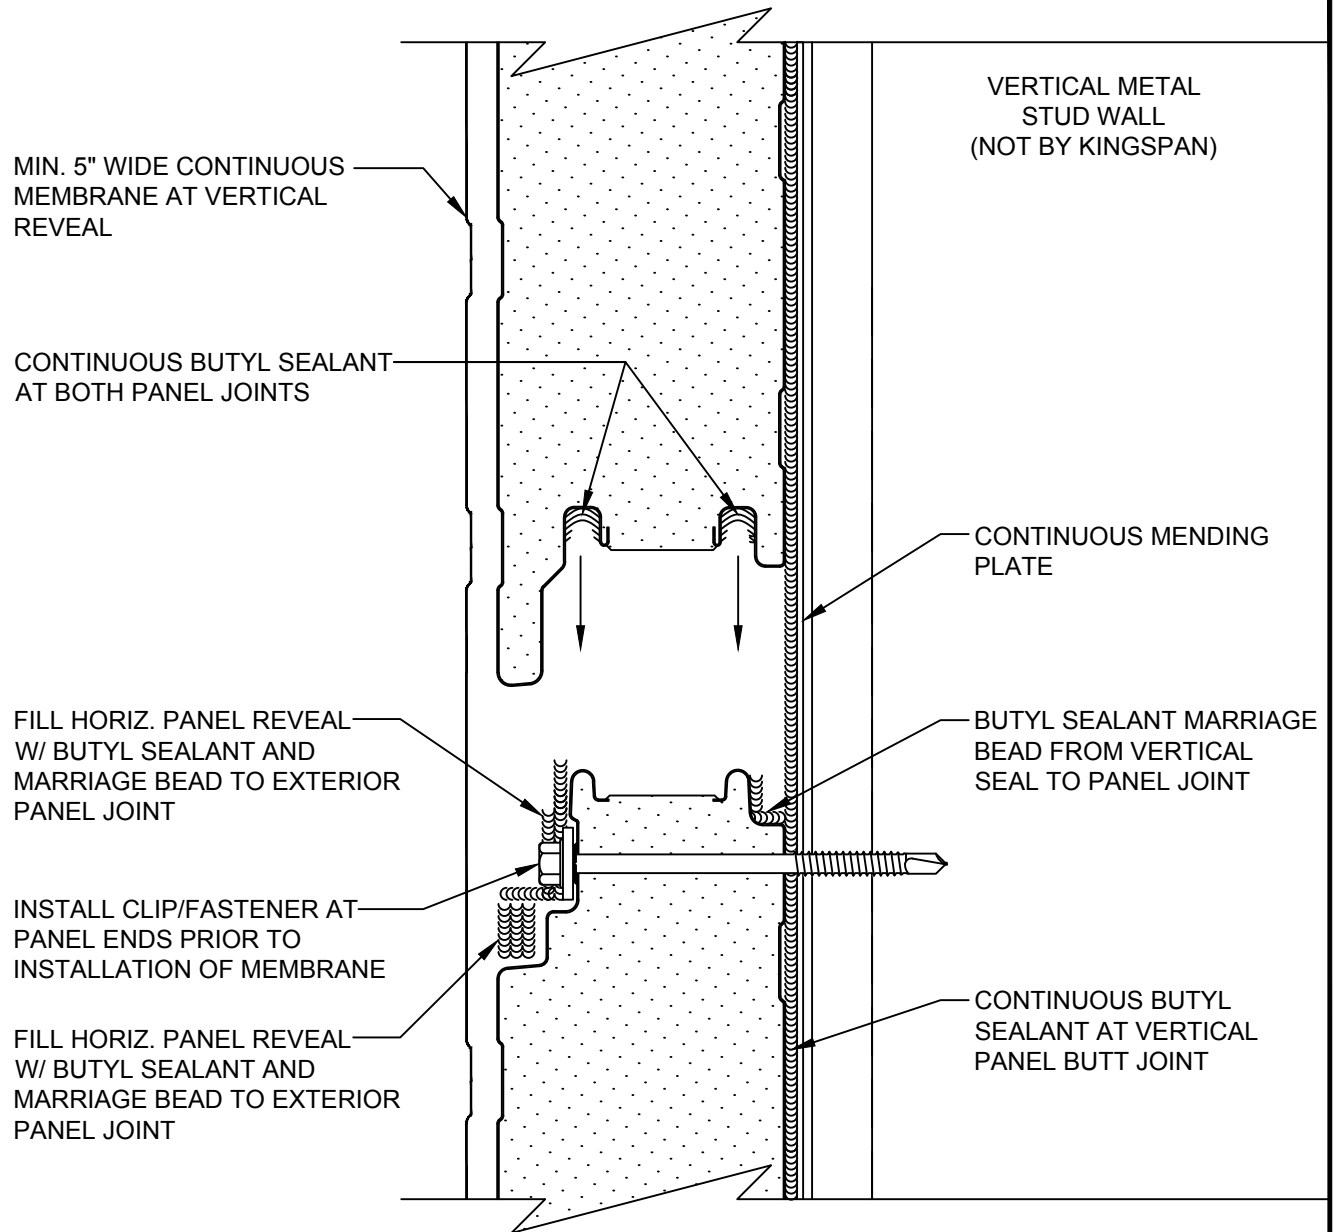 VERTICAL METAL
STUD WALL
(NOT BY KINGSPAN)
MIN. 5" WIDE CONTINUOUS
MEMBRANE AT VERTICAL
REVEAL
CONTINUOUS BUTYL SEALANT
AT BOTH PANEL JOINTS
CONTINUOUS MENDING
PLATE
FILL HORIZ. PANEL REVEAL
W/ BUTYL SEALANT AND
MARRIAGE BEAD TO EXTERIOR
PANEL JOINT
BUTYL SEALANT MARRIAGE
BEAD FROM VERTICAL
SEAL TO PANEL JOINT
INSTALL CLIP/FASTENER AT
PANEL ENDS PRIOR TO
INSTALLATION OF MEMBRANE
CONTINUOUS BUTYL
SEALANT AT VERTICAL
PANEL BUTT JOINT
FILL HORIZ. PANEL REVEAL
W/ BUTYL SEALANT AND
MARRIAGE BEAD TO EXTERIOR
PANEL JOINT